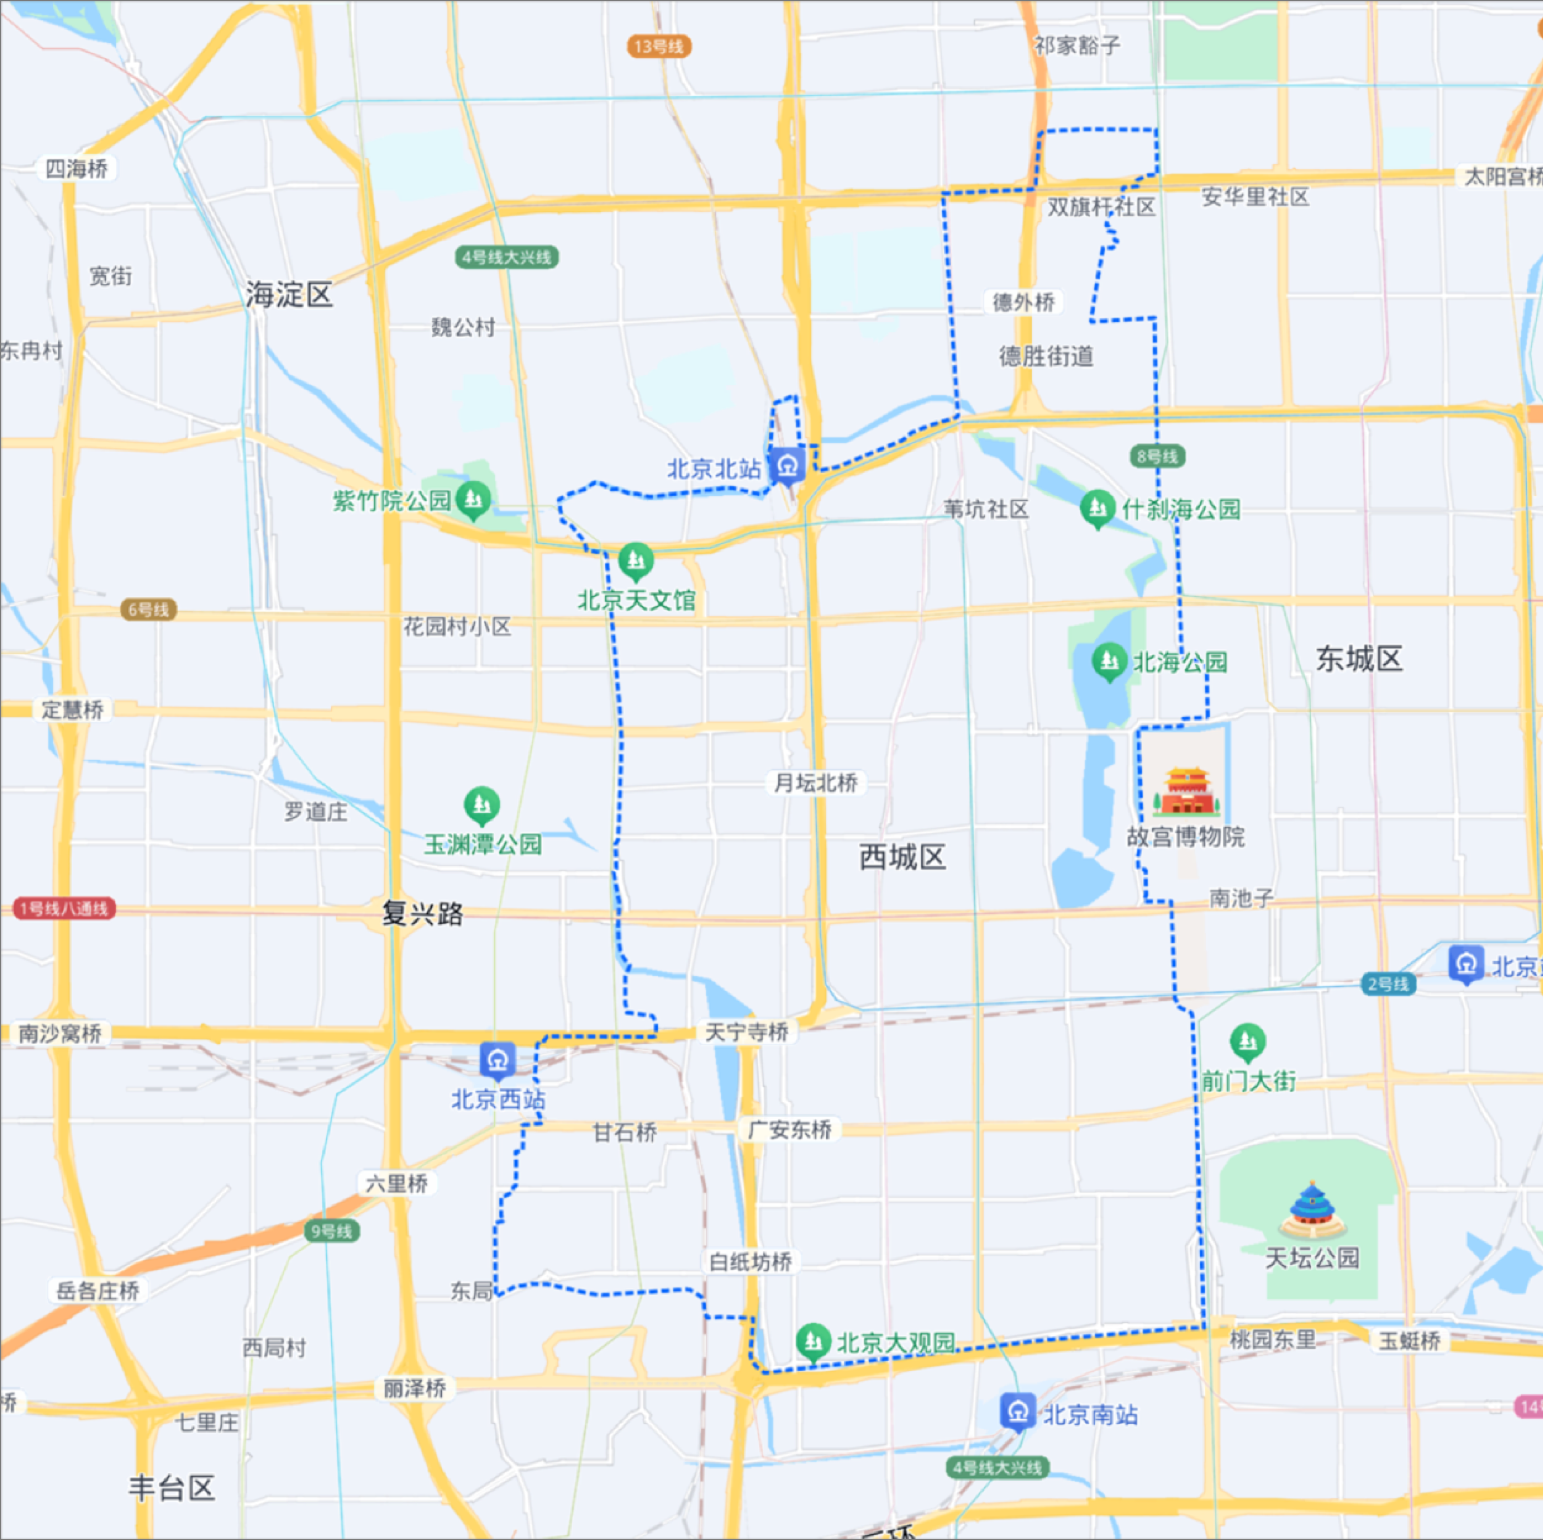 祁家豁子
13号线
四海桥
太阳宫桥
双旗杆社区
安华里社区
4号线大兴线
宽街
海淀区
德外桥
魏公村
东冉村
德胜街道
8号线
北京北站
紫竹院公园
苇坑社区
什刹海公园
北京天文馆
6号线
花园村小区
东城区
北海公园
定慧桥
月坛北桥
罗道庄
故宫博物院
玉渊潭公园
西城区
南池子
1号线八通线
复兴路
北京
2号线
南沙窝桥
天宁寺桥
前门大街
北京西站
甘石桥
广安东桥
六里桥
9号线
天坛公园
白纸坊桥
岳各庄桥
东局
北京大观园
桃园东里
玉蜓桥
西局村
丽泽桥
桥
14
北京南站
七里庄
4号线大兴线
丰台区